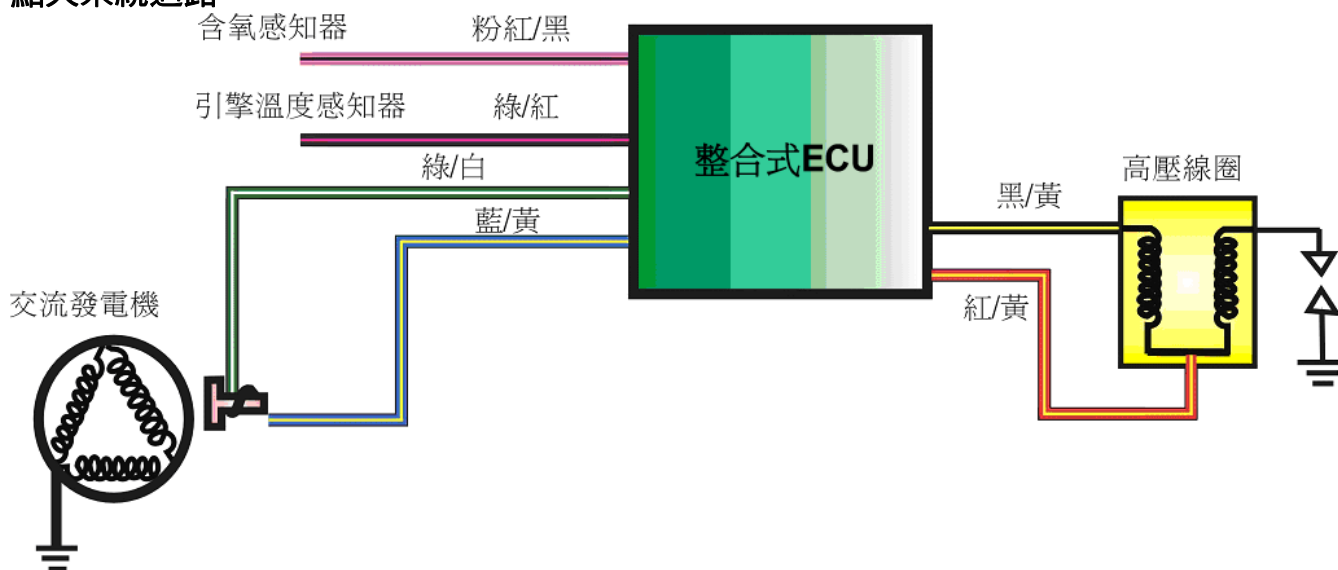 含氧感知器
粉紅/黑
引擎溫度感知器
綠/紅
綠/白
藍/黃
整合式ECU
高壓線圈
黑/黃
紅/黃
交流發電機